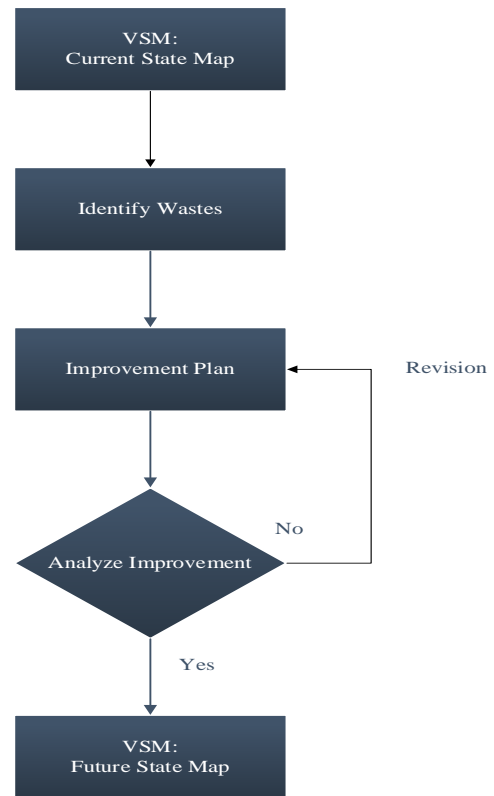 VSM:
Current State Map
Identify Wastes
Improvement Plan
Revision
No
Analyze Improvement
Yes
VSM:
Future State Map